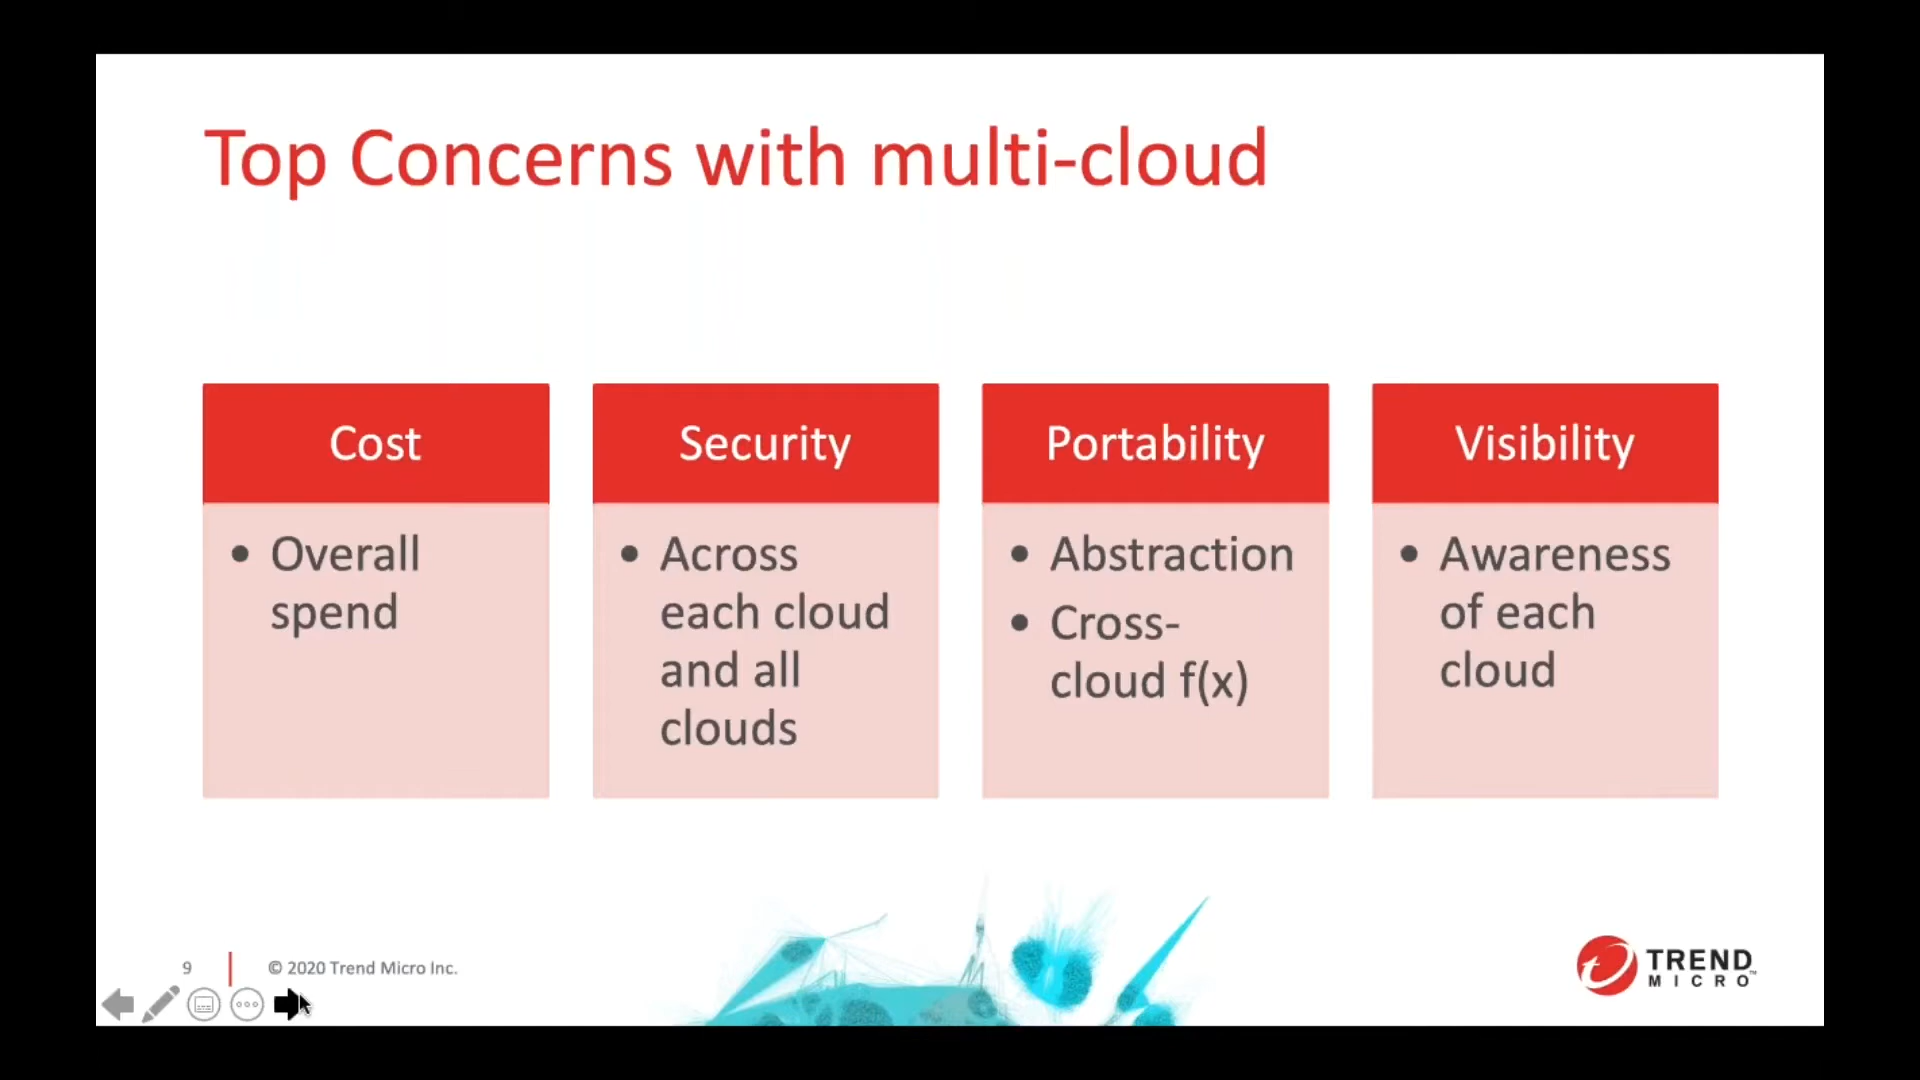 Top Concerns with multi-cloud
Cost
• Overall
spend
Security
• Across
each cloud
and all
clouds
Portability
• Abstraction
• Cross-
cloud f(x)
Visibility
• Awareness
of each
cloud
9
© 2020 Trend Micro Inc.
TREND
MICRO™